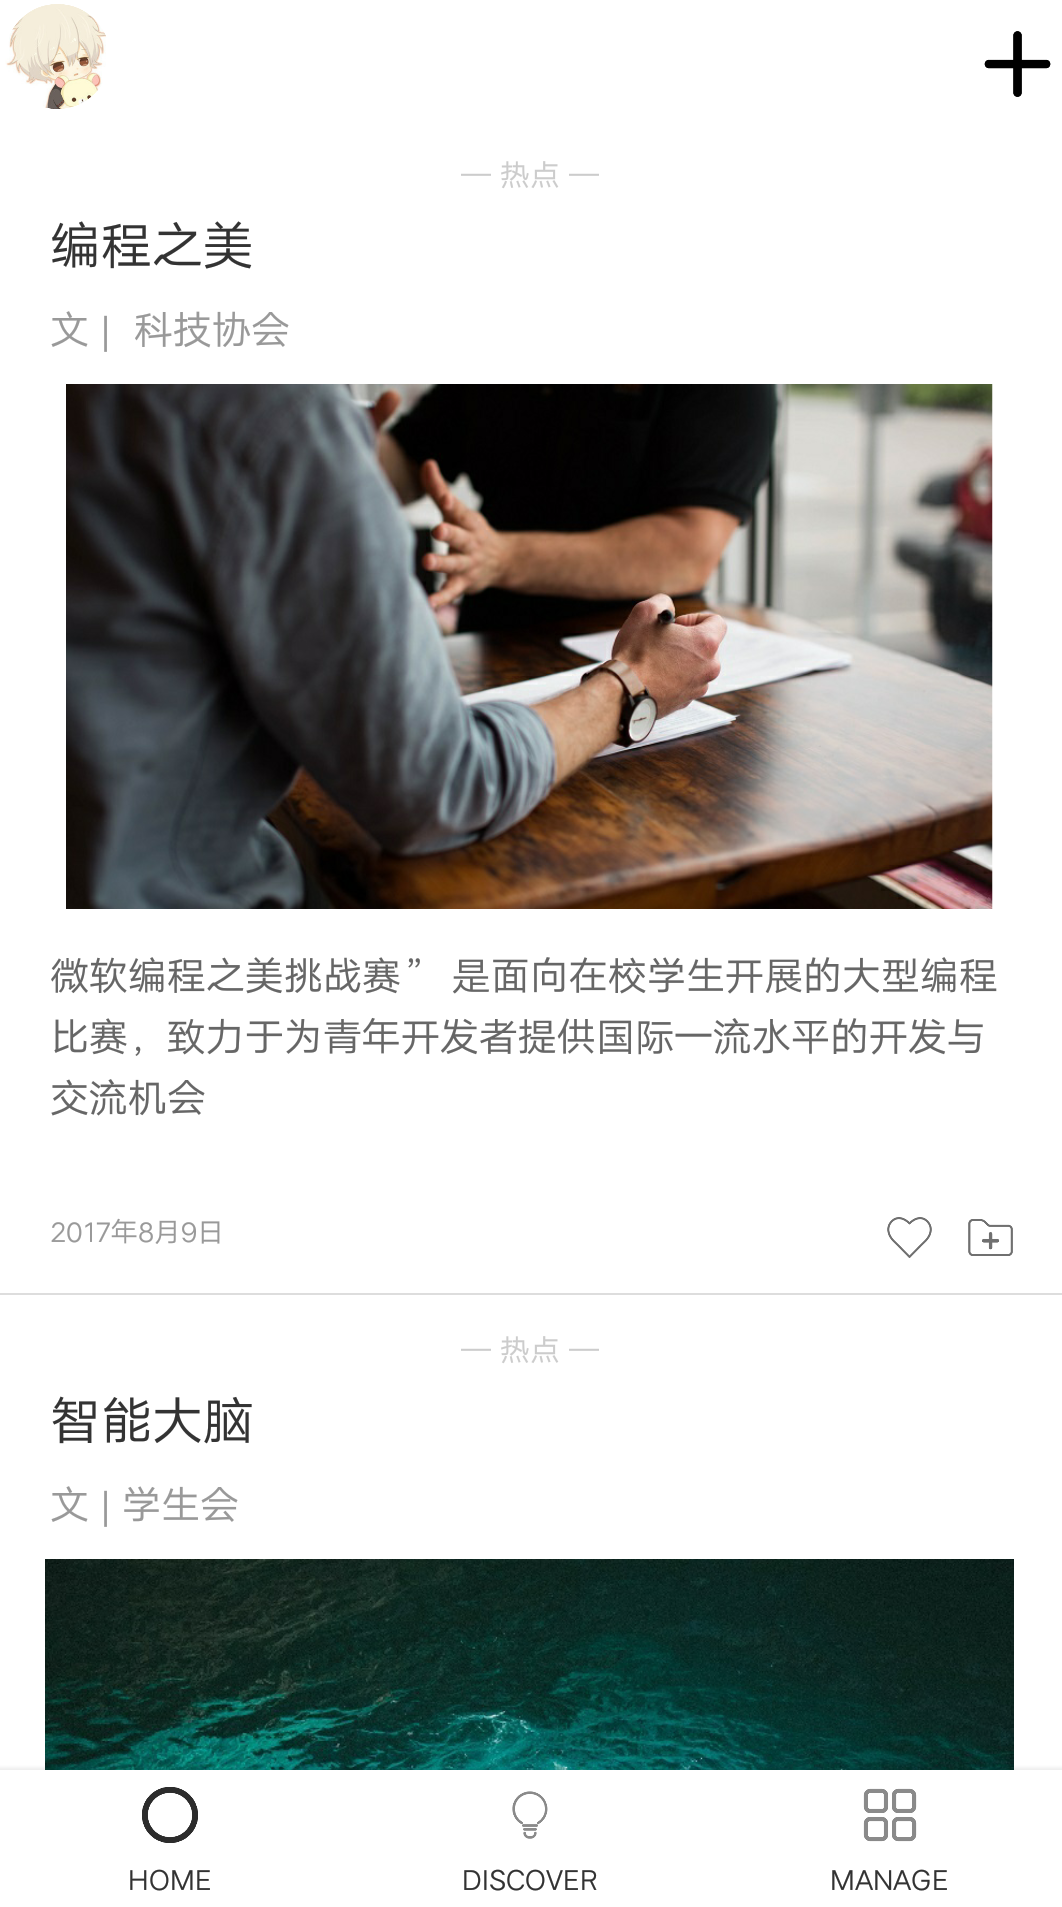 — 热点 —
编程之美
文 | 科技协会
微软编程之美挑战赛” 是面向在校学生开展的大型编程
比赛，致力于为青年开发者提供国际一流水平的开发与
交流机会
2017年8月9日
— 热点 —
智能大脑
文 | 学生会
HOME
DISCOVER
MANAGE